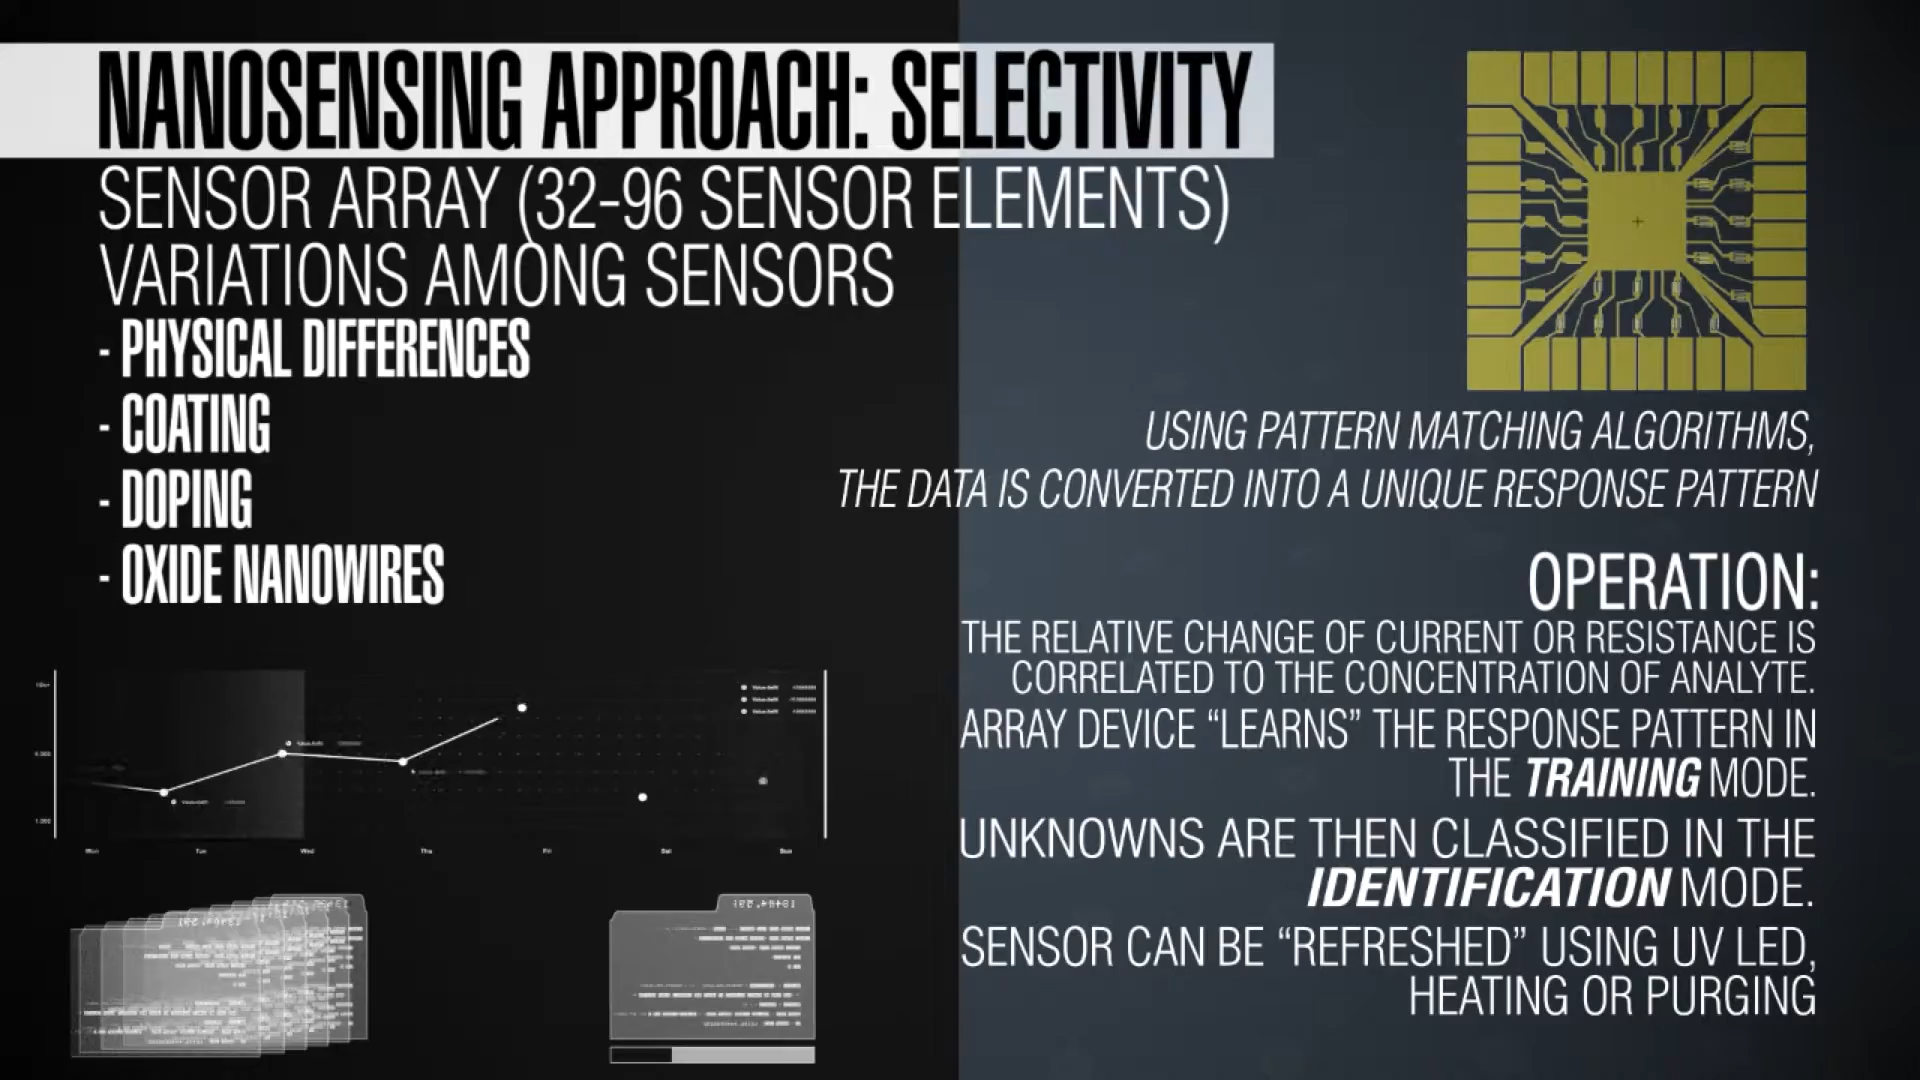 NANOSENSING APPROACH: SELECTIVITY
SENSOR ARRAY (32-96 SENSOR ELEMENTS)
VARIATIONS AMONG SENSORS
- PHYSICAL DIFFERENCES
- COATING
- DOPING
- OXIDE NANOWIRES
USING PATTERN MATCHING ALGORITHMS,
THE DATA IS CONVERTED INTO A UNIQUE RESPONSE PATTERN
OPERATION:
THE RELATIVE CHANGE OF CURRENT OR RESISTANCE IS
CORRELATED TO THE CONCENTRATION OF ANALYTE.
ARRAY DEVICE “LEARNS” THE RESPONSE PATTERN IN
THE TRAINING MODE.
UNKNOWNS ARE THEN CLASSIFIED IN THE
IDENTIFICATION MODE.
SENSOR CAN BE “REFRESHED” USING UV LED,
HEATING OR PURGING
Mon Tue Wed Thu Fri Sat Sun